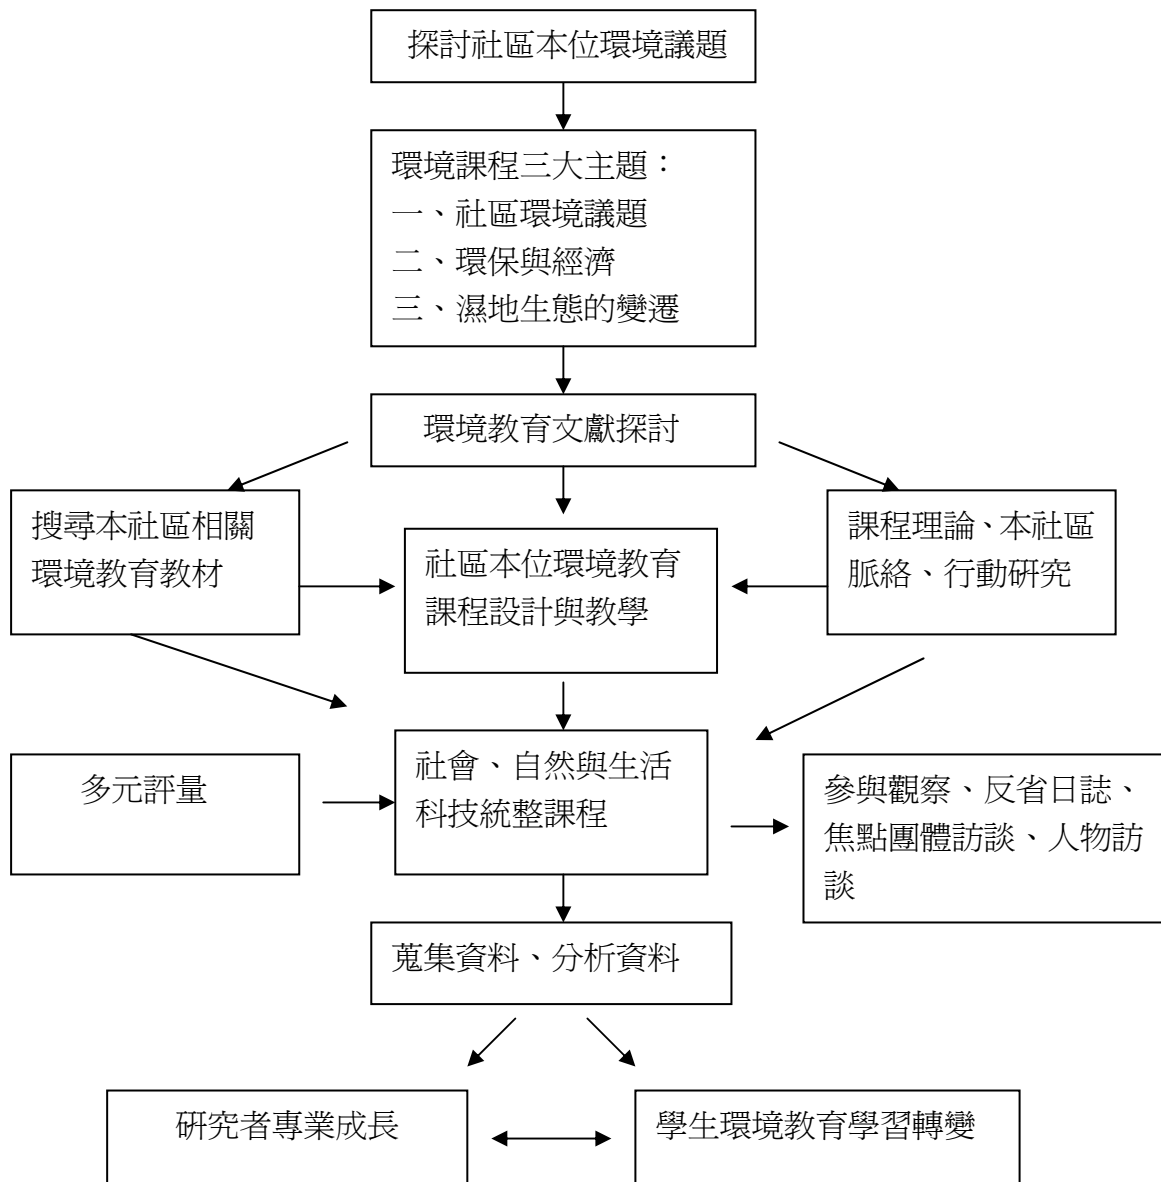 探討社區本位環境議題
環境課程三大主題：
一、社區環境議題
二、環保與經濟
三、濕地生態的變遷
環境教育文獻探討
搜尋本社區相關
環境教育教材
社區本位環境教育
課程設計與教學
課程理論、本社區
脈絡、行動研究
多元評量
社會、自然與生活
科技統整課程
參與觀察、反省日誌、
焦點團體訪談、人物訪
談
蒐集資料、分析資料
研究者專業成長
學生環境教育學習轉變